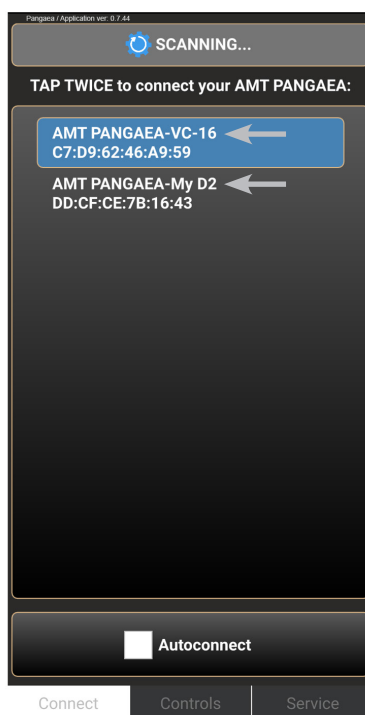 Pangaea / Application ver: 0.7.44
SCANNING...
TAP TWICE to connect your AMT PANGAEA:
AMT PANGAEA-VC-16
C7:D9:62:46:A9:59
AMT PANGAEA-My D2
DD:CF:CE:7B:16:43
Autoconnect
Connect Controls Service